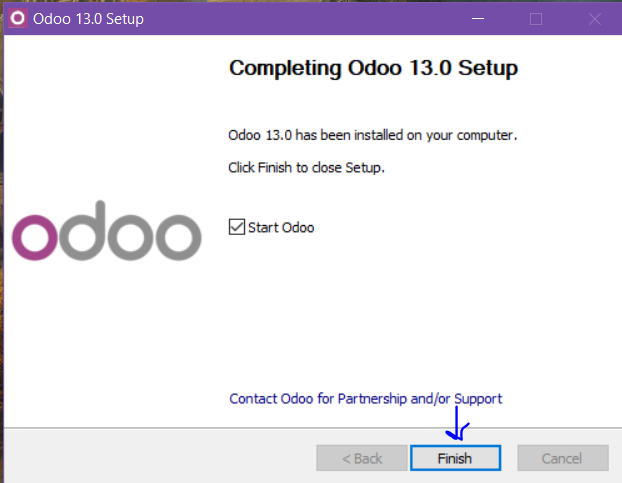 Odoo 13.0 Setup
Completing Odoo 13.0 Setup
Odoo 13.0 has been installed on your computer.
Click Finish to close Setup.
Start Odoo
odoo
Contact Odoo for Partnership and/or Support
< Back
Finish
Cancel